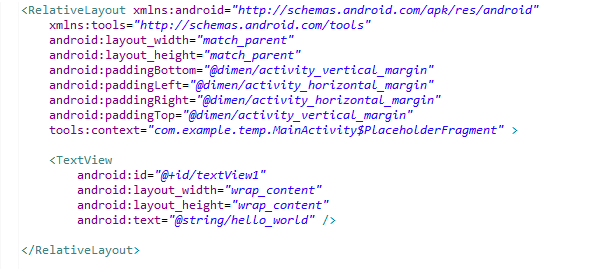 <RelativeLayout xmlns:android="http://schemas.android.com/apk/res/android"
    xmlns:tools="http://schemas.android.com/tools"
    android:layout_width="match_parent"
    android:layout_height="match_parent"
    android:paddingBottom="@dimen/activity_vertical_margin"
    android:paddingLeft="@dimen/activity_horizontal_margin"
    android:paddingRight="@dimen/activity_horizontal_margin"
    android:paddingTop="@dimen/activity_vertical_margin"
    tools:context="com.example.temp.MainActivity$PlaceholderFragment" >

    <TextView
        android:id="@+id/textView1"
        android:layout_width="wrap_content"
        android:layout_height="wrap_content"
        android:text="@string/hello_world" />

</RelativeLayout>